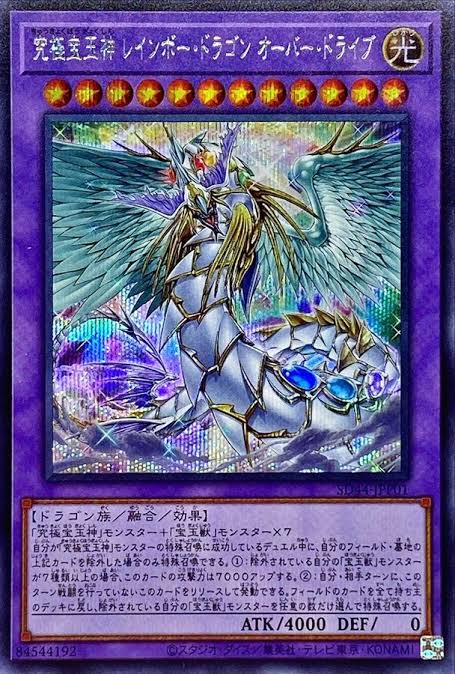 究極宝玉神 レインボー・ドラゴン オーバー・ドライブ
光
SD44-JPP01
【ドラゴン族/融合/効果】
「究極宝玉神」モンスター+「宝玉獣」モンスター×7
自分が「究極宝玉神」モンスターの特殊召喚に成功しているデュエル中に、自分のフィールド・墓地の
上記カードを除外した場合のみ特殊召喚できる。①:除外されている自分の「宝玉獣」モンスター
が7種類以上の場合、このカードの攻撃力は7000アップする。②:自分・相手ターンに、この
ターン戦闘を行っていないこのカードをリリースして発動できる。フィールドのカードを全て持ち主
のデッキに戻し、除外されている自分の「宝玉獣」モンスターを任意の数だけ選んで特殊召喚する。
ATK/4000 DEF/ 0
84544192
©スタジオ・ダイス/集英社・テレビ東京・KONAMI